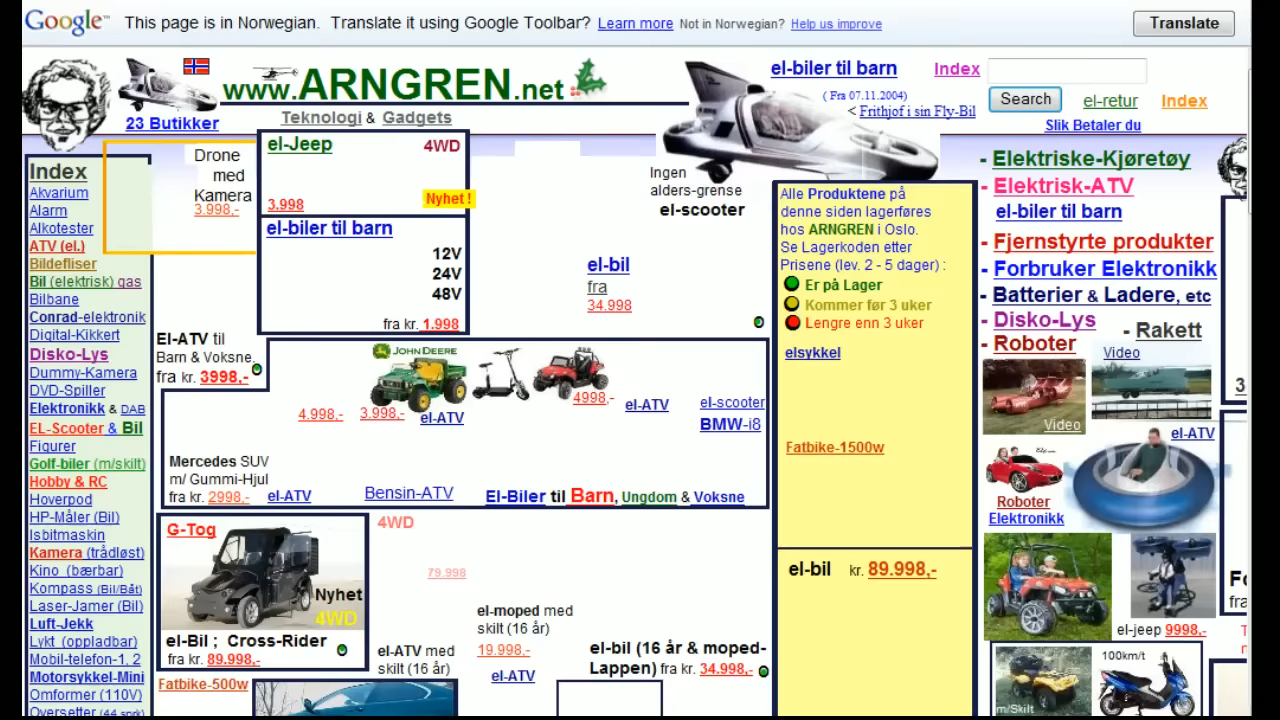 Google™ This page is in Norwegian. Translate it using Google Toolbar? Learn more Not in Norwegian? Help us improve Translate
www.ARNGREN.net
23 Butikker
Teknologi & Gadgets
el-biler til barn
( Fra 07.11.2004)
< Frithjof i sin Fly-Bil
Index
Search
el-retur
Index
Slik Betaler du
Index
Akvarium
Alarm
Alkotester
ATV (el.)
Bildefliser
Bil (elektrisk) gass
Bilbane
Conrad-elektronik
Digital-Kikkert
Disko-Lys
Dummy-Kamera
DVD-Spiller
Elektronikk & DAB
EL-Scooter & Bil
Figurer
Golf-biler (m/skilt)
Hobby & RC
Hoverpod
HP-Måler (Bil)
Isbitmaskin
Kamera (trådløst)
Kino (bærbar)
Kompass (Bil/Båt)
Laser-Jamer (Bil)
Luft-Jekk
Lykt (oppladbar)
Mobil-telefon-1, 2
Motorsykkel-Mini
Omformer (110V)
Oversetter (44 sprk)
Drone
med
Kamera
3.998,-
el-Jeep 4WD
Nyhet !
3.998
el-biler til barn
12V
24V
48V
fra kr. 1.998
El-ATV til
Barn & Voksne.
fra kr. 3998,-
Ingen
alders-grense
el-scooter
el-bil
fra
34.998
JOHN DEERE
4.998,-
3.998,-
el-ATV
4998,-
el-ATV
el-scooter
BMW-i8
Mercedes SUV
m/ Gummi-Hjul
fra kr. 2998,-
el-ATV
Bensin-ATV
El-Biler til Barn, Ungdom & Voksne
G-Tog
Nyhet
4WD
el-Bil ; Cross-Rider
fra kr. 89.998,-
Fatbike-500w
4WD
79.998
el-moped med
skilt (16 år)
19.998,-
el-ATV
el-ATV med
skilt (16 år)
el-bil (16 år & moped-
Lappen) fra kr. 34.998,-
Alle Produktene på
denne siden lagerføres
hos ARNGREN i Oslo.
Se Lagerkoden etter
Prisene (lev. 2 - 5 dager) :
Er på Lager
Kommer før 3 uker
Lengre enn 3 uker
elsykkel
Fatbike-1500w
el-bil kr. 89.998,-
- Elektriske-Kjøretøy
- Elektrisk-ATV
el-biler til barn
- Fjernstyrte produkter
- Forbruker Elektronikk
- Batterier & Ladere, etc
- Disko-Lys
- Roboter
- Rakett
Video
Video
el-ATV
Roboter
Elektronikk
el-jeep 9998,-
m/Skilt
100km/t